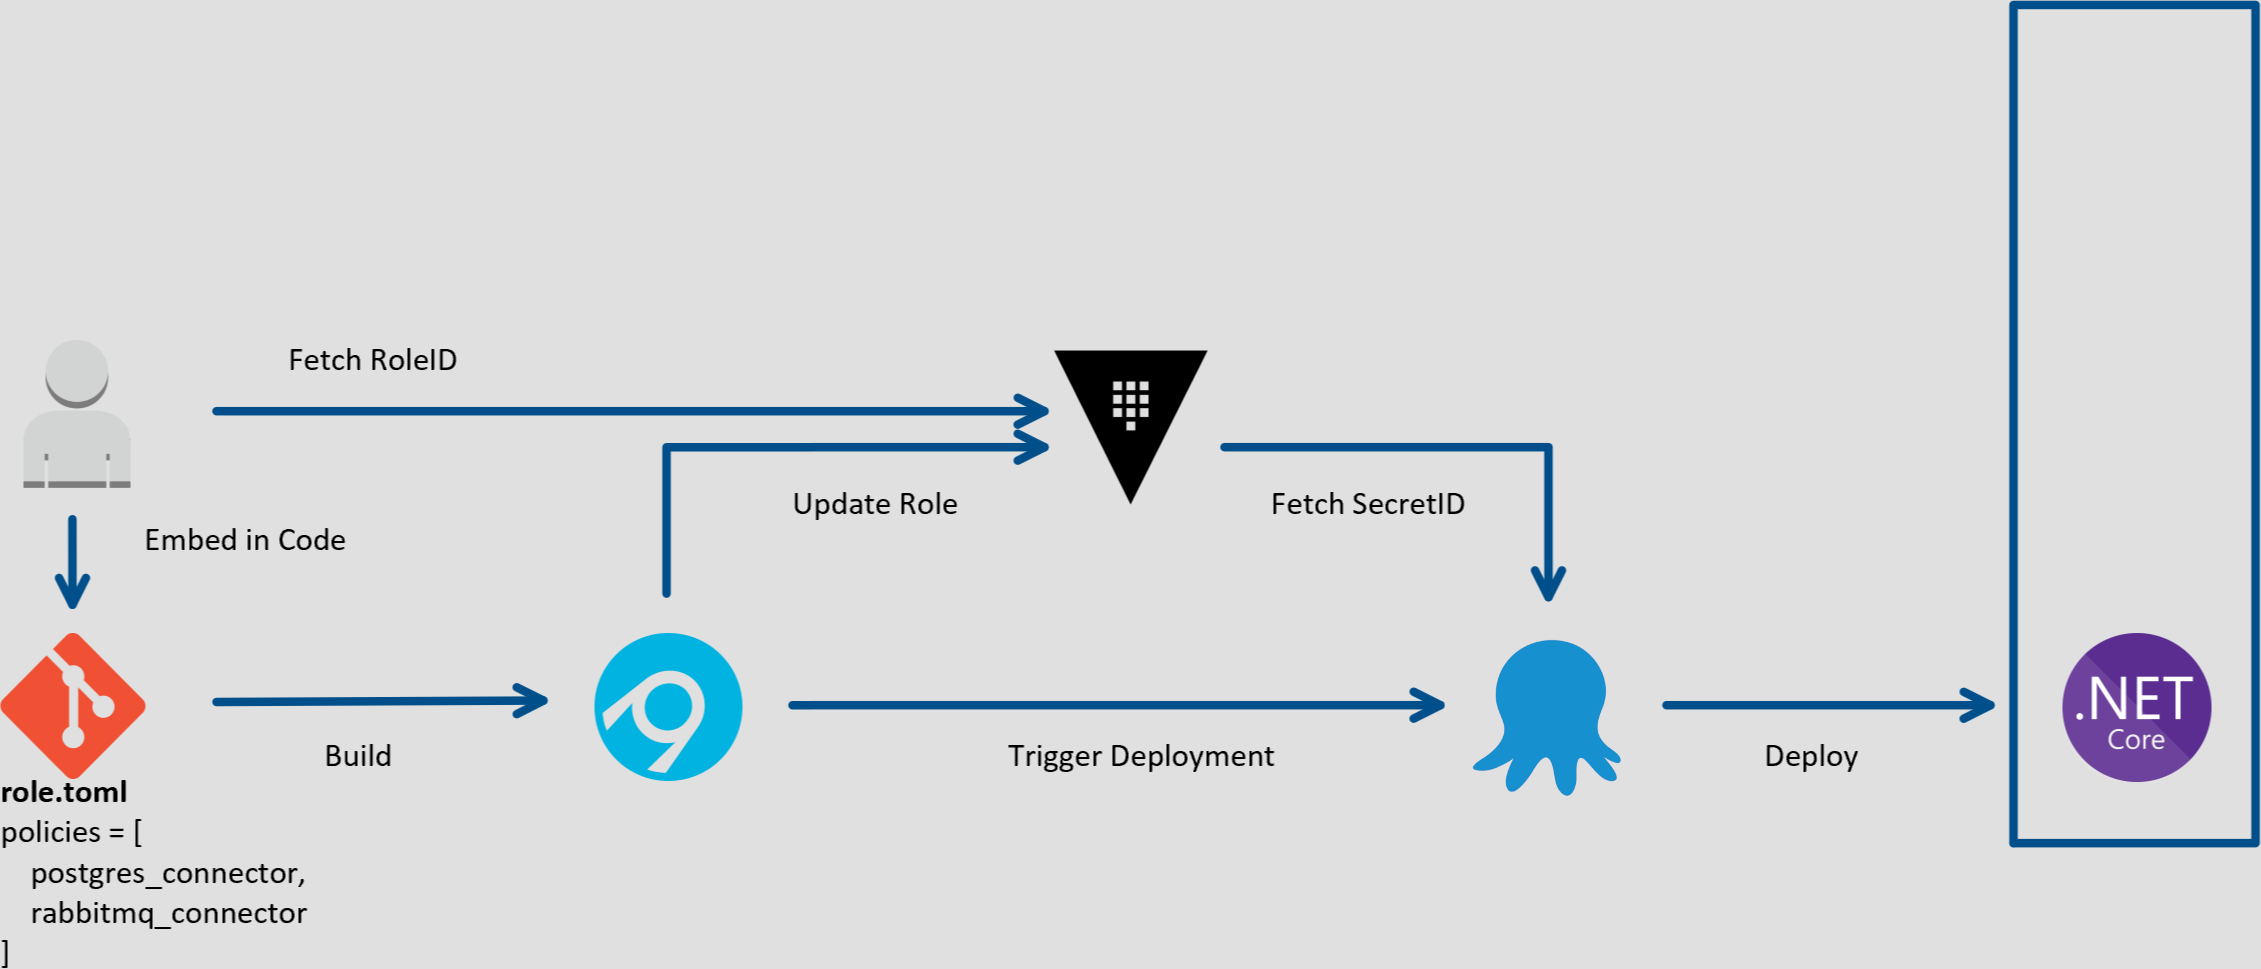 Fetch RoleID
Update Role
Fetch SecretID
Embed in Code
.NET
Core
Build
Trigger Deployment
Deploy
role.toml
policies = [
postgres_connector,
rabbitmq_connector
]